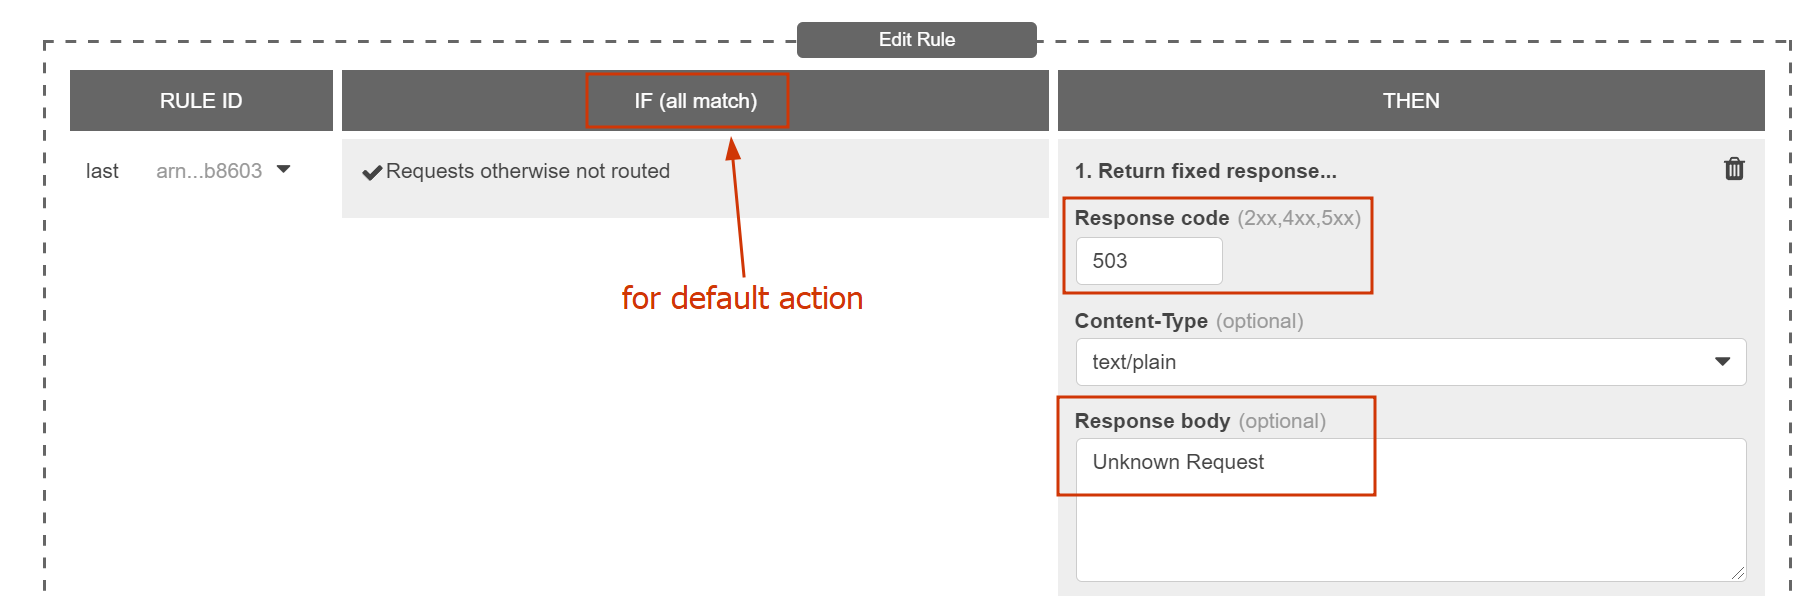 Edit Rule
RULE ID
IF (all match)
THEN
last arn...b8603
Requests otherwise not routed
1. Return fixed response...
Response code (2xx,4xx,5xx)
503
for default action
Content-Type (optional)
text/plain
Response body (optional)
Unknown Request